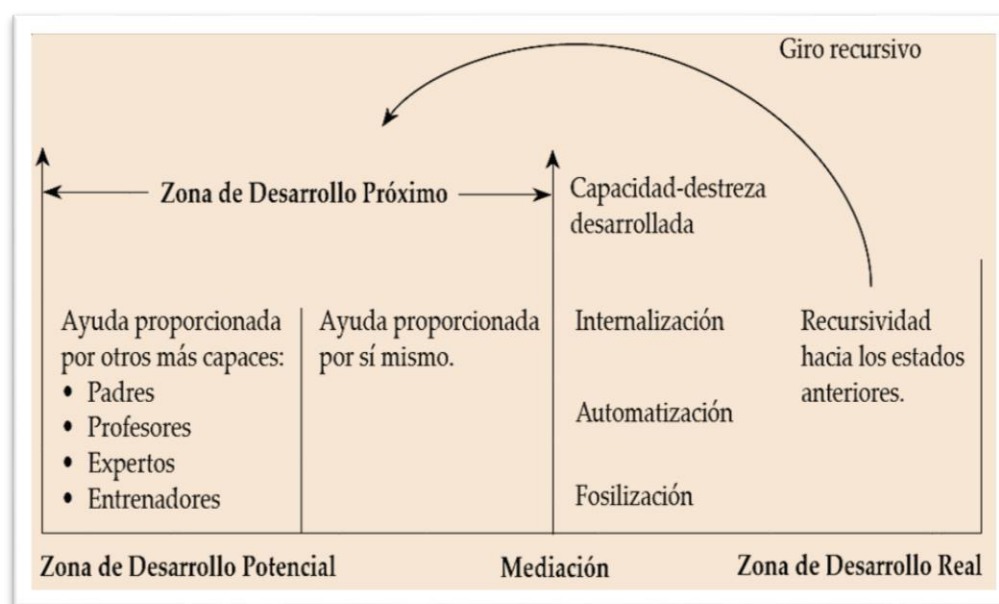 Giro recursivo
Zona de Desarrollo Próximo
Capacidad-destreza
desarrollada
Ayuda proporcionada
por otros más capaces:
• Padres
• Profesores
• Expertos
• Entrenadores
Ayuda proporcionada
por sí mismo.
Internalización
Automatización
Fosilización
Recursividad
hacia los estados
anteriores.
Zona de Desarrollo Potencial
Mediación
Zona de Desarrollo Real